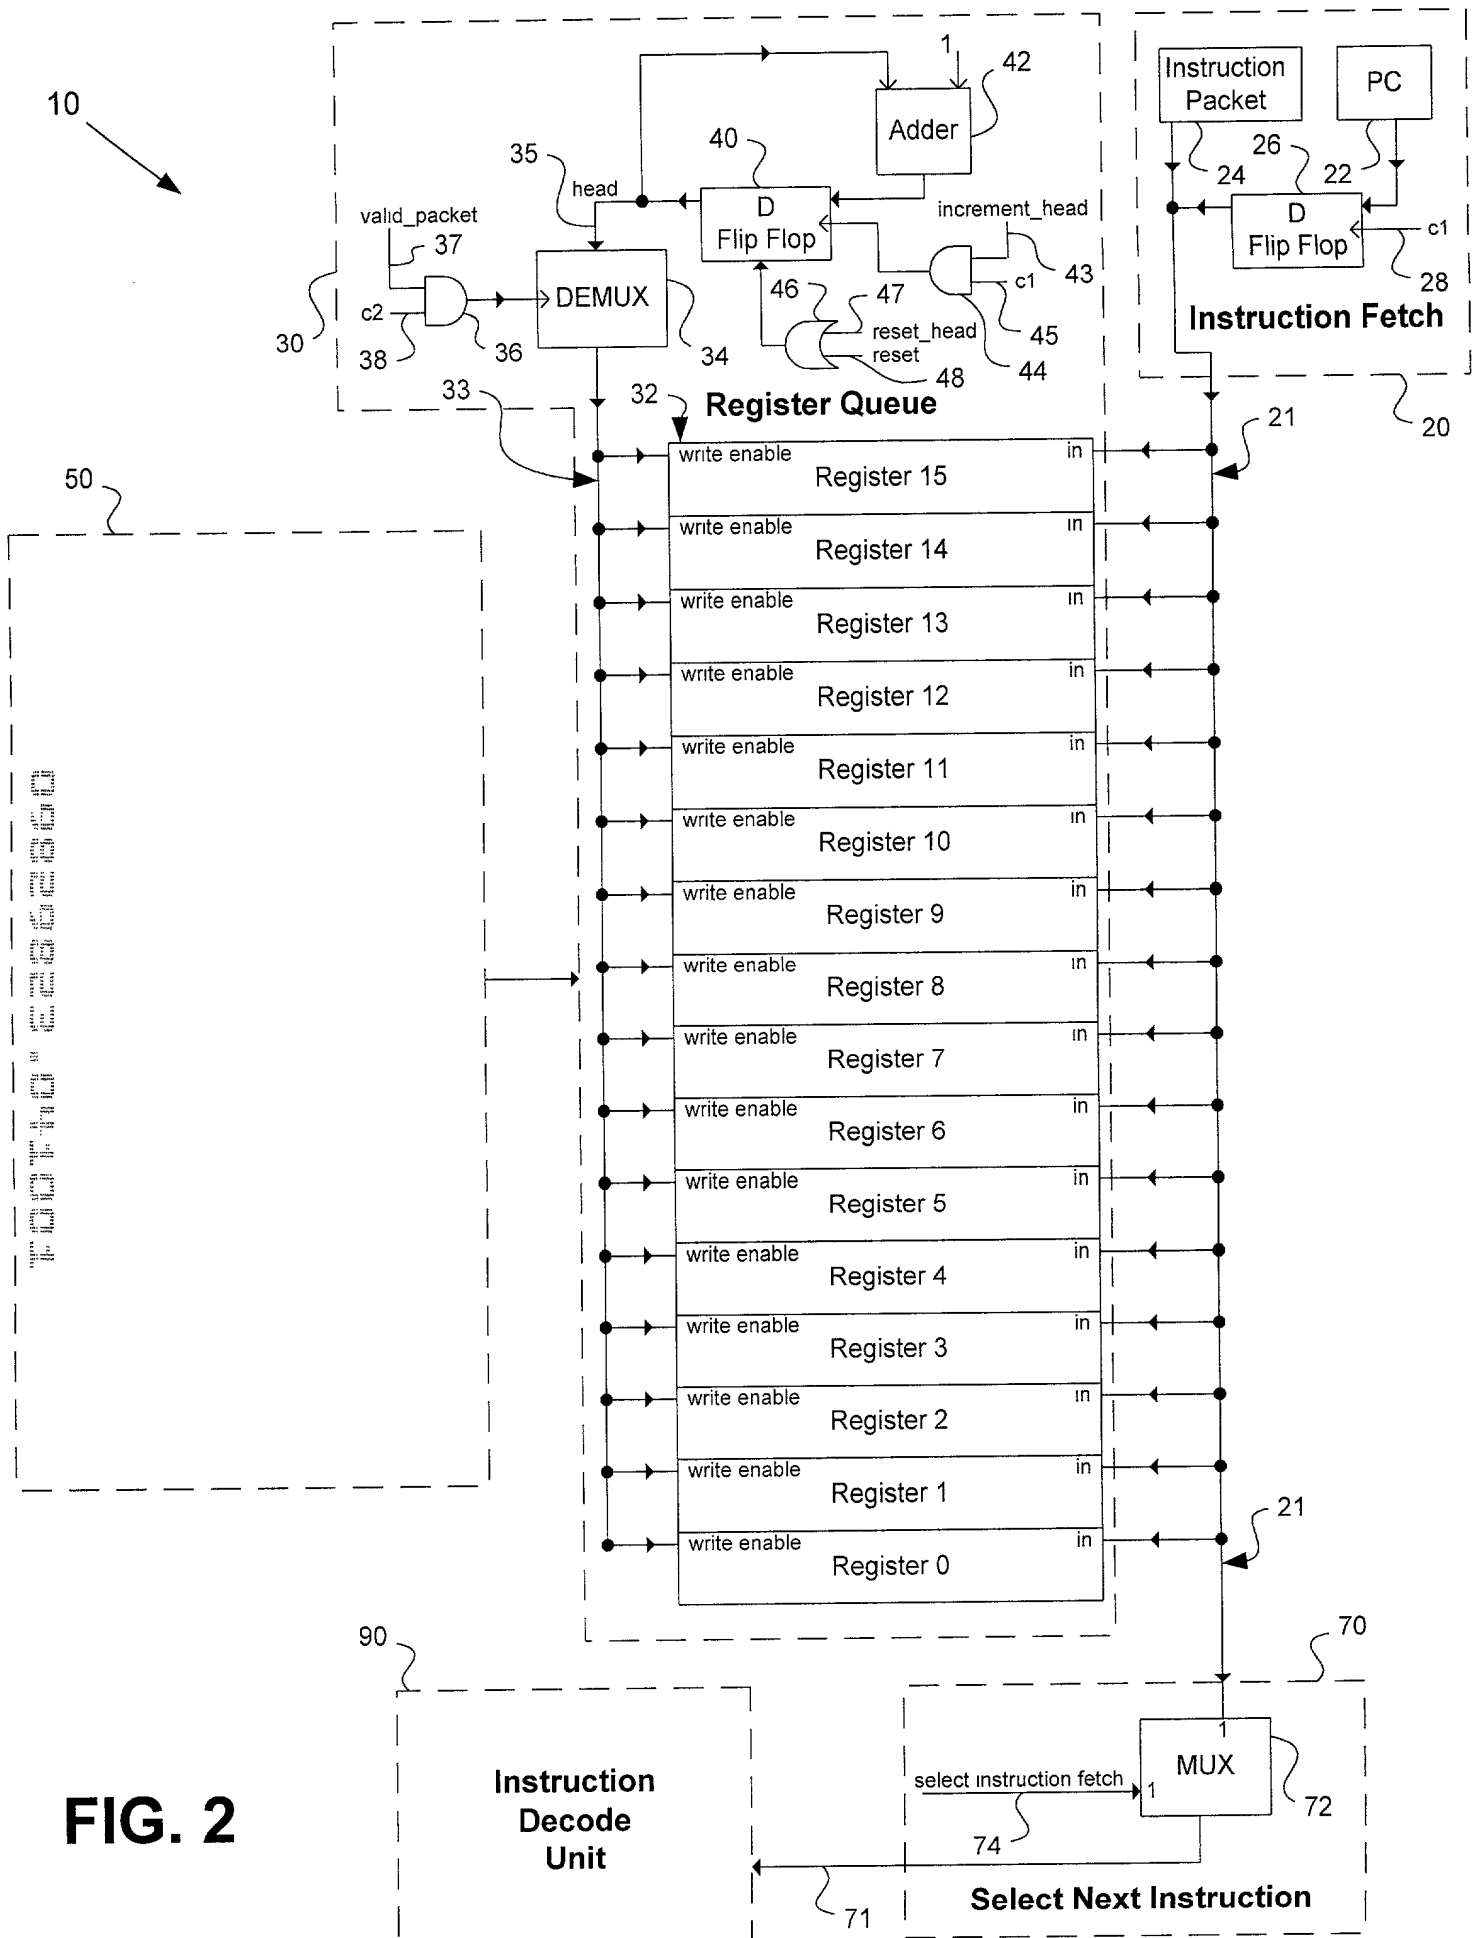 10
1
42
Adder
40
35
head
valid_packet
37
D
Flip Flop
increment_head
43
c1
45
44
46
47
reset_head
reset
48
DEMUX
34
c2
38
36
30
Instruction
Packet
PC
24
26
22
D
Flip Flop
c1
28
Instruction Fetch
20
33
32
Register Queue
21
write enable
in
Register 15
write enable
in
Register 14
write enable
in
Register 13
write enable
in
Register 12
write enable
in
Register 11
write enable
in
Register 10
write enable
in
Register 9
write enable
in
Register 8
write enable
in
Register 7
write enable
in
Register 6
write enable
in
Register 5
write enable
in
Register 4
write enable
in
Register 3
write enable
in
Register 2
write enable
in
Register 1
write enable
in
Register 0
50
21
90
70
Instruction
Decode
Unit
1
MUX
select instruction fetch
1
72
74
71
Select Next Instruction
FIG. 2